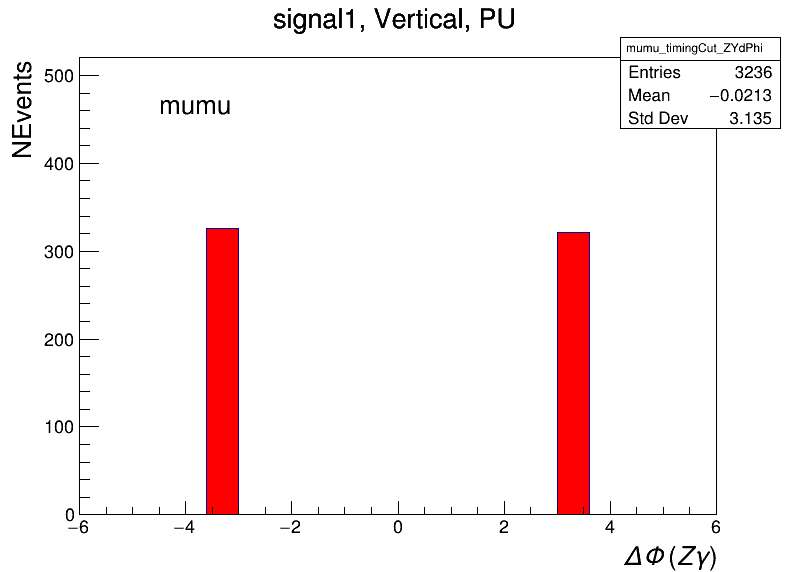 signal1, Vertical, PU
mumu_timingCut_ZYdPhi
Entries 3236
Mean −0.0213
Std Dev 3.135
NEvents
mumu
500
400
300
200
100
0
−6 −4 −2 0 2 4 6
ΔΦ(Zγ)